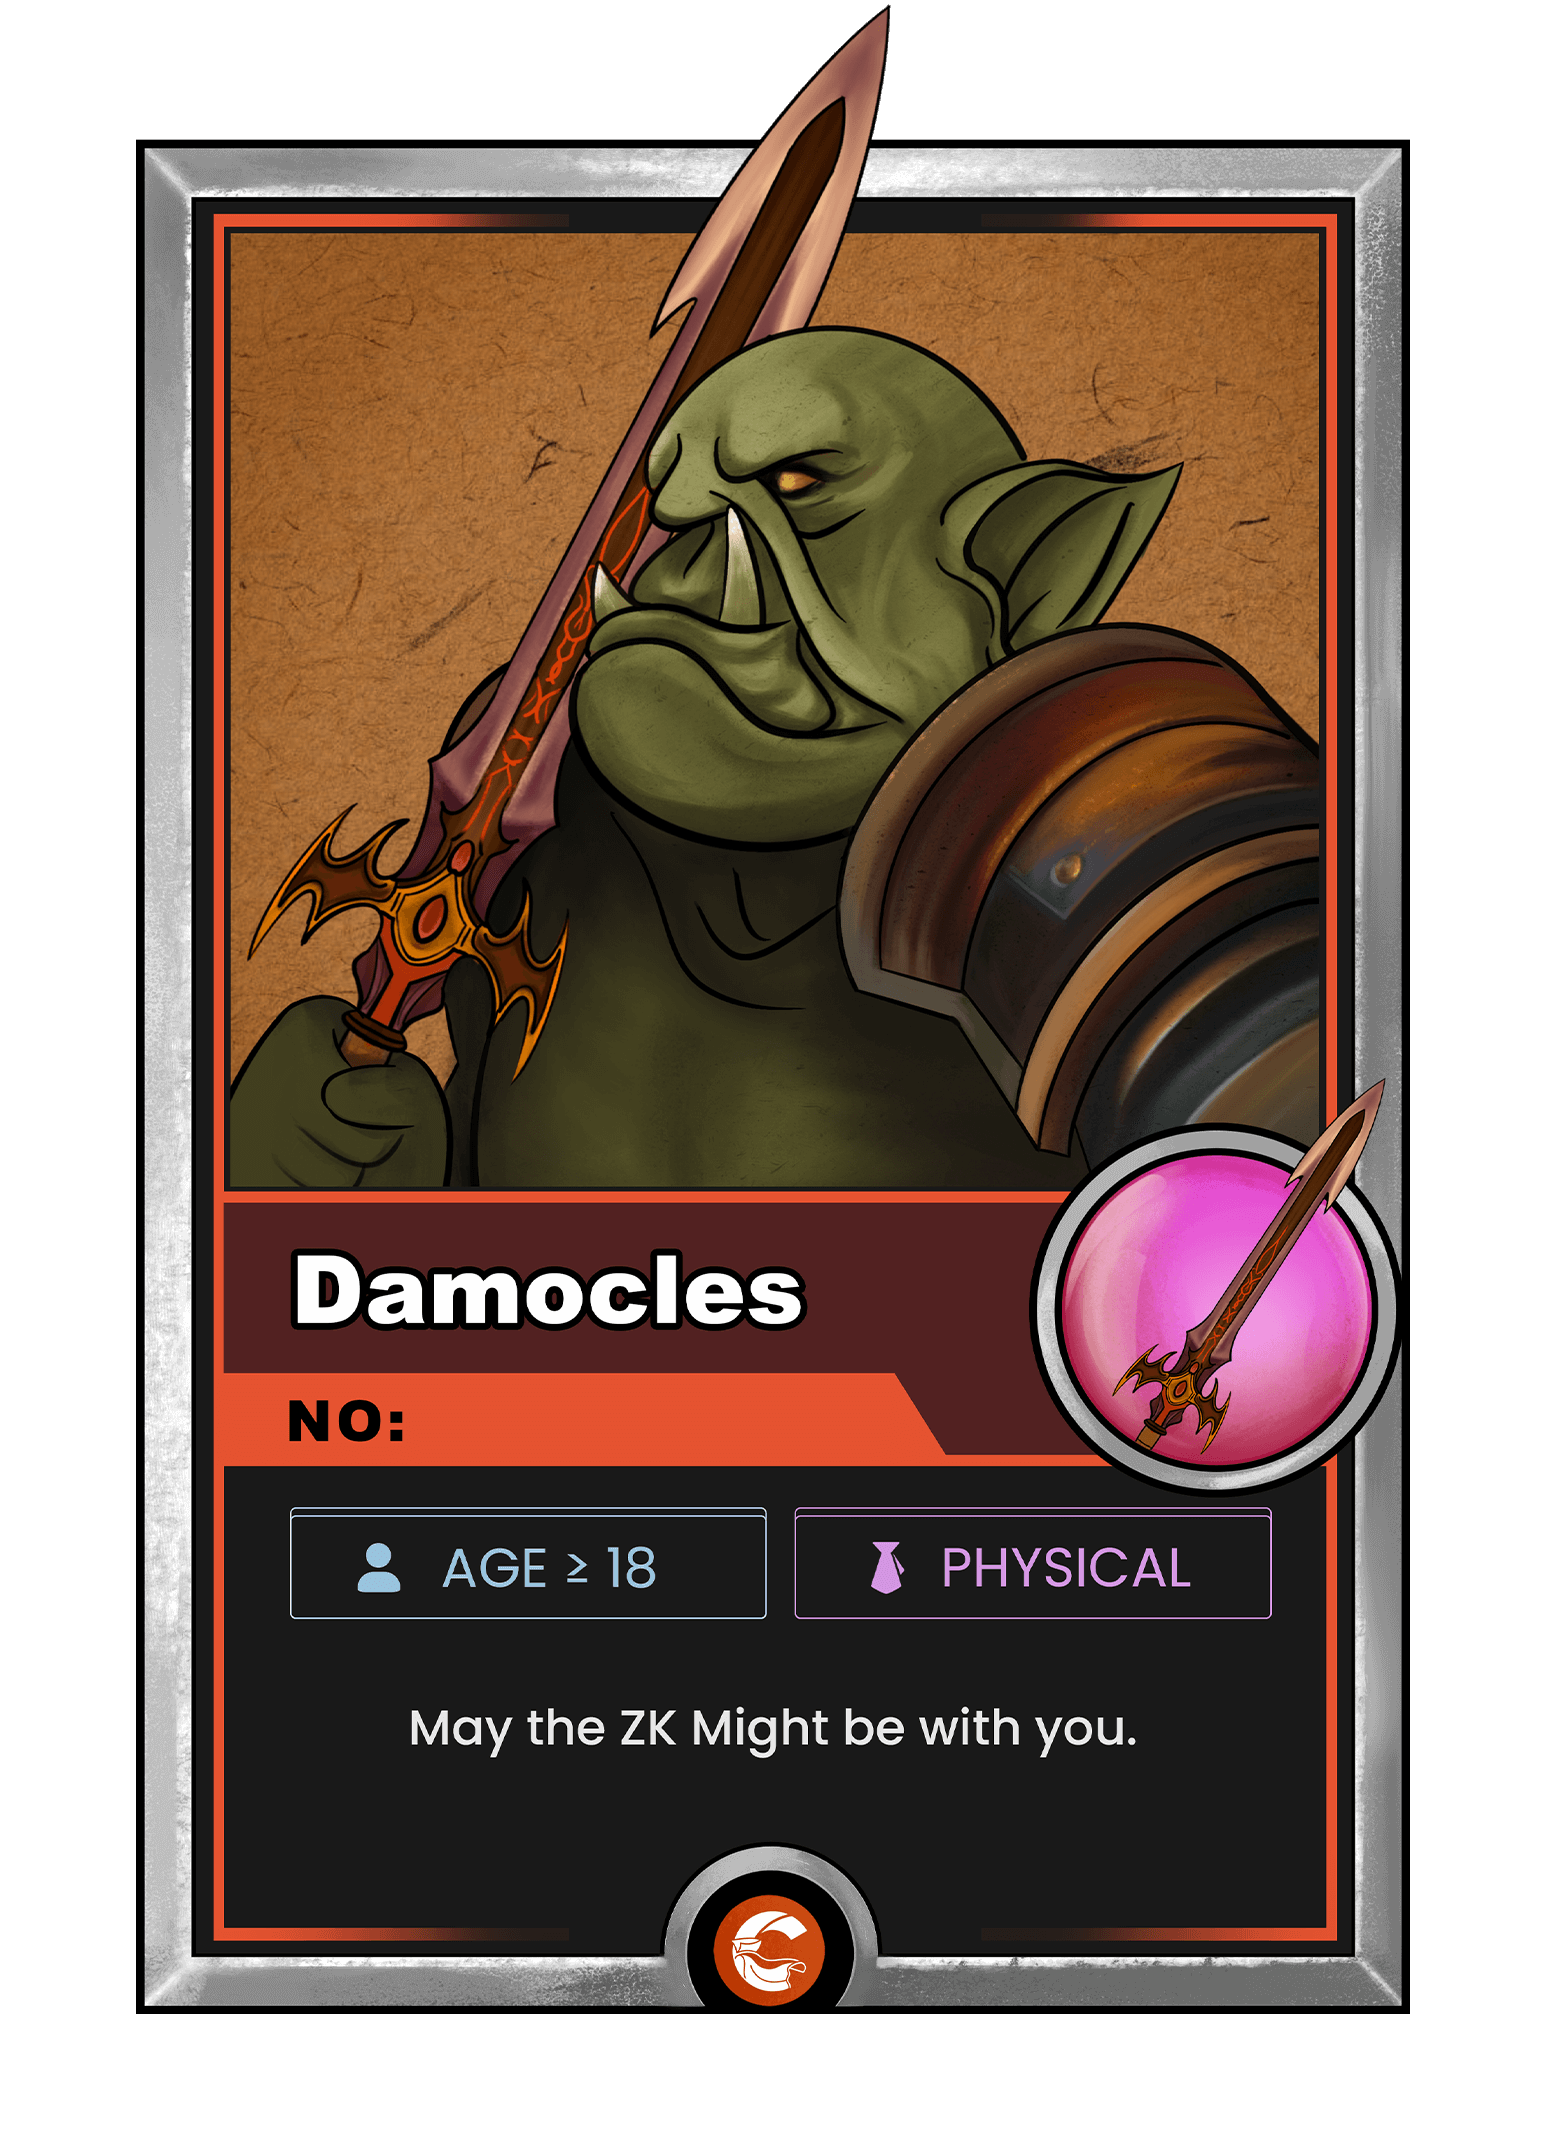 Damocles
NO:
AGE ≥ 18
PHYSICAL
May the ZK Might be with you.